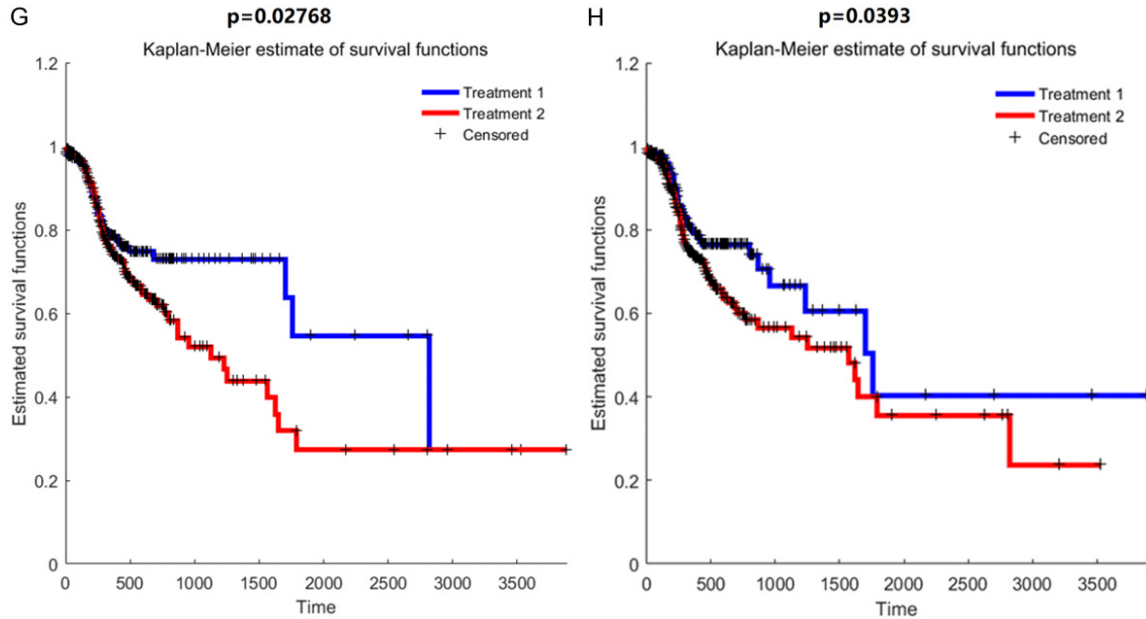 G
p=0.02768
Kaplan-Meier estimate of survival functions
1.2
1
0.8
0.6
0.4
0.2
0
Estimated survival functions
Treatment 1
Treatment 2
Censored
0 500 1000 1500 2000 2500 3000 3500
Time
H
p=0.0393
Kaplan-Meier estimate of survival functions
1.2
1
0.8
0.6
0.4
0.2
0
Estimated survival functions
Treatment 1
Treatment 2
Censored
0 500 1000 1500 2000 2500 3000 3500
Time